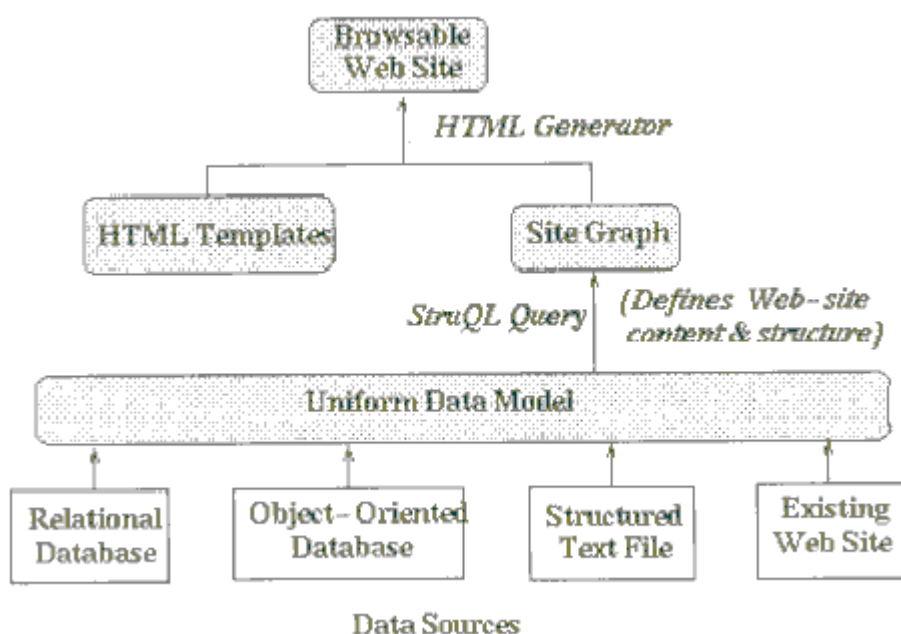 Browsable
Web Site
HTML Generator
HTML Templates
Site Graph
StruQL Query
(Defines Web-site
content & structure)
Uniform Data Model
Relational
Database
Object-Oriented
Database
Structured
Text File
Existing
Web Site
Data Sources